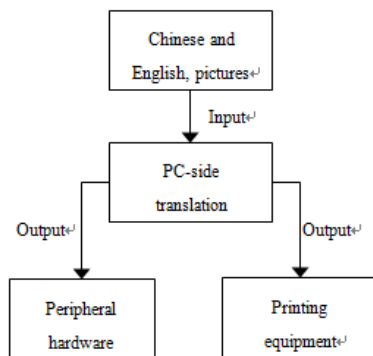 Chinese and
English, pictures↵
Input↵
PC-side
translation
Output↵
Output↵
Peripheral
hardware
Printing
equipment↵